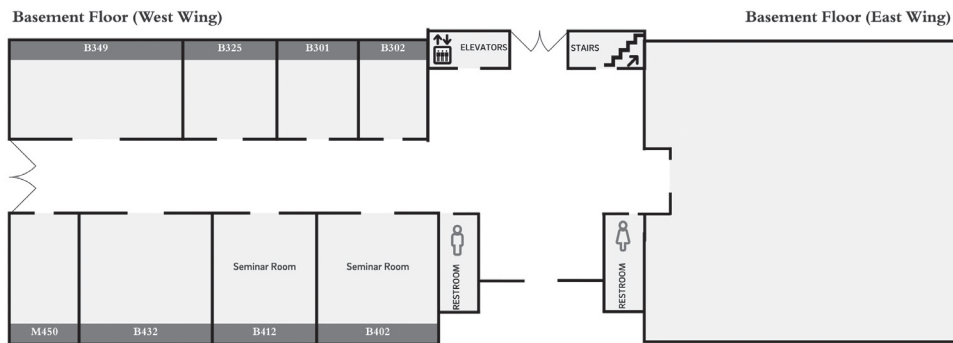 Basement Floor (West Wing)
Basement Floor (East Wing)
B349
B325
B301
B302
ELEVATORS
STAIRS
Seminar Room
Seminar Room
RESTROOM
RESTROOM
M450
B432
B412
B402